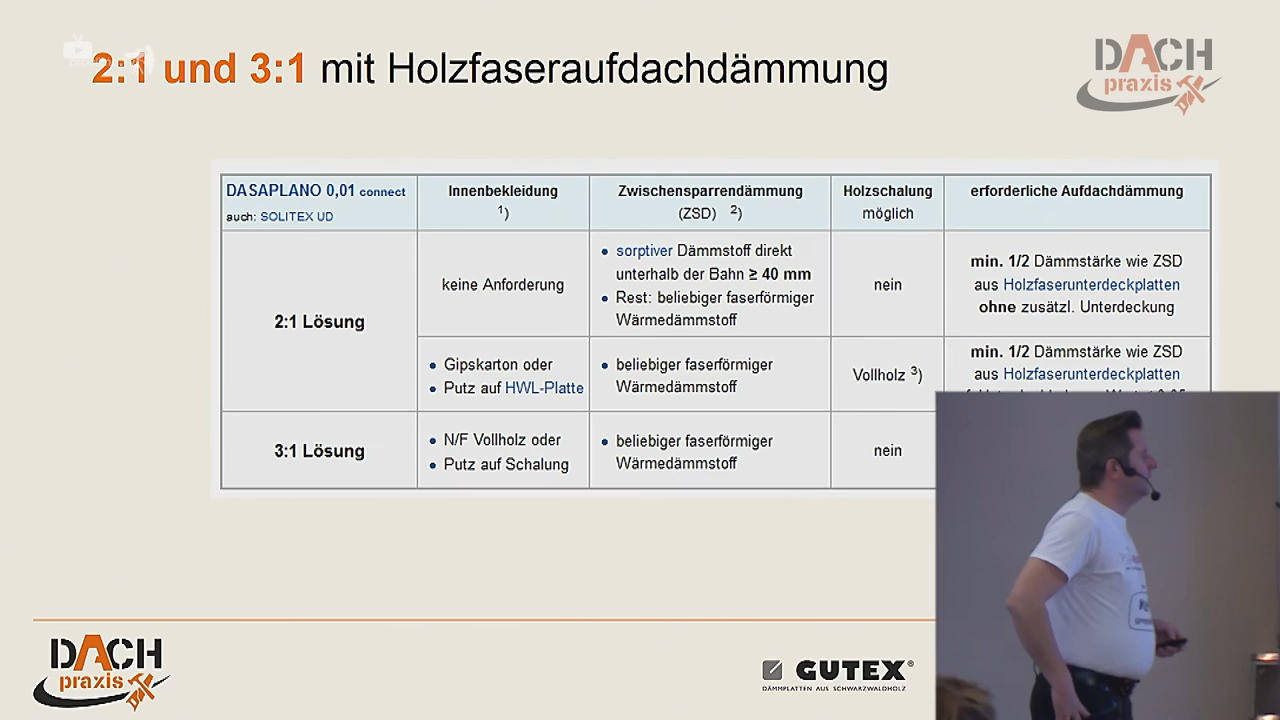 2:1 und 3:1 mit Holzfaseraufdachdämmung
DACH
praxis
DASAPLANO 0,01 connect
auch: SOLITEX UD
Innenbekleidung
1)
Zwischensparrendämmung
(ZSD) 2)
Holzschalung
möglich
erforderliche Aufdachdämmung
2:1 Lösung
keine Anforderung
• sorptiver Dämmstoff direkt
unterhalb der Bahn ≥ 40 mm
• Rest: beliebiger faserförmiger
Wärmedämmstoff
nein
min. 1/2 Dämmstärke wie ZSD
aus Holzfaserunterdeckplatten
ohne zusätzl. Unterdeckung
• Gipskarton oder
• Putz auf HWL-Platte
• beliebiger faserförmiger
Wärmedämmstoff
Vollholz 3)
min. 1/2 Dämmstärke wie ZSD
aus Holzfaserunterdeckplatten
3:1 Lösung
• N/F Vollholz oder
• Putz auf Schalung
• beliebiger faserförmiger
Wärmedämmstoff
nein
DACH
praxis
GUTEX®
DÄMMPLATTEN AUS SCHWARZWALDHOLZ